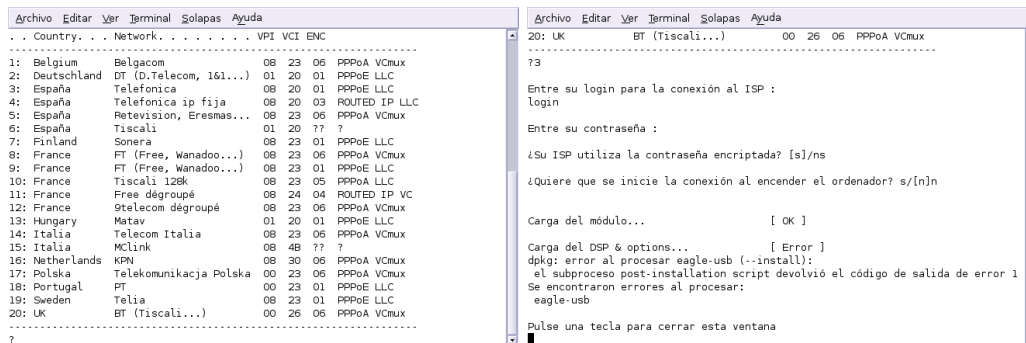 Archivo Editar Ver Terminal Solapas Ayuda
. . Country. . . Network. . . . . . . . VPI VCI ENC
1: Belgium Belgacom 08 23 06 PPPoA VCmux
2: Deutschland DT (D.Telecom, 1&1...) 01 20 01 PPPoE LLC
3: España Telefonica 08 20 01 PPPoE LLC
4: España Telefonica ip fija 08 20 03 ROUTED IP LLC
5: España Retevision, Eresmas... 08 23 06 PPPoA VCmux
6: España Tiscali 01 20 ?? ?
7: Finland Sonera 08 23 01 PPPoE LLC
8: France FT (Free, Wanadoo...) 08 23 06 PPPoA VCmux
9: France FT (Free, Wanadoo...) 08 23 01 PPPoE LLC
10: France Tiscali 128k 08 23 05 PPPoA LLC
11: France Free dégroupé 08 24 04 ROUTED IP VC
12: France 9telecom dégroupé 08 23 06 PPPoA VCmux
13: Hungary Matav 01 20 01 PPPoE LLC
14: Italia Telecom Italia 08 23 06 PPPoA VCmux
15: Italia MClink 08 4B ?? ?
16: Netherlands KPN 08 30 06 PPPoA VCmux
17: Polska Telekomunikacja Polska 00 23 06 PPPoA VCmux
18: Portugal PT 00 23 01 PPPoE LLC
19: Sweden Telia 08 23 01 PPPoE LLC
20: UK BT (Tiscali...) 00 26 06 PPPoA VCmux
?
Archivo Editar Ver Terminal Solapas Ayuda
20: UK BT (Tiscali...) 00 26 06 PPPoA VCmux
?3
Entre su login para la conexión al ISP :
login
Entre su contraseña :
¿Su ISP utiliza la contraseña encriptada? [s]/ns
¿Quiere que se inicie la conexión al encender el ordenador? s/[n]n
Carga del módulo... [ OK ]
Carga del DSP & options... [ Error ]
dpkg: error al procesar eagle-usb (--install):
el subproceso post-installation script devolvió el código de salida de error 1
Se encontraron errores al procesar:
eagle-usb
Pulse una tecla para cerrar esta ventana